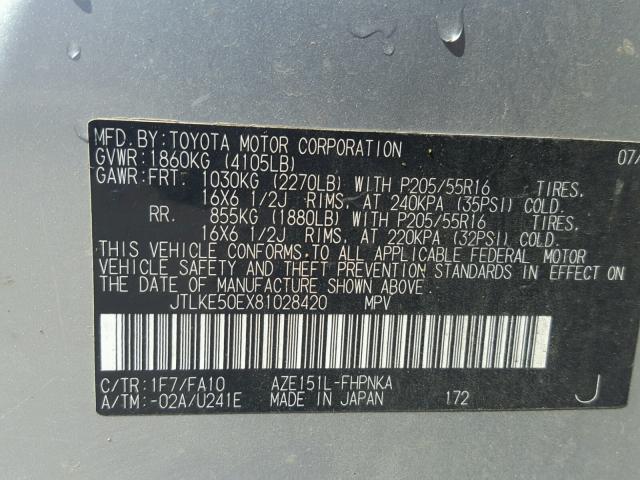 MFD.BY:TOYOTA MOTOR CORPORATION 07/
GVWR:1860KG (4105LB)
GAWR:FRT. 1030KG (2270LB) WITH P205/55R16 TIRES,
16X6 1/2J RIMS, AT 240KPA (35PSI) COLD.
RR. 855KG (1880LB) WITH P205/55R16 TIRES,
16X6 1/2J RIMS, AT 220KPA (32PSI) COLD.
THIS VEHICLE CONFORMS TO ALL APPLICABLE FEDERAL MOTOR
VEHICLE SAFETY AND THEFT PREVENTION STANDARDS IN EFFECT ON
THE DATE OF MANUFACTURE SHOWN ABOVE.
JTLKE50EX81028420 MPV
C/TR:1F7/FA10 AZE151L-FHPNKA
A/TM:-02A/U241E MADE IN JAPAN 172 J